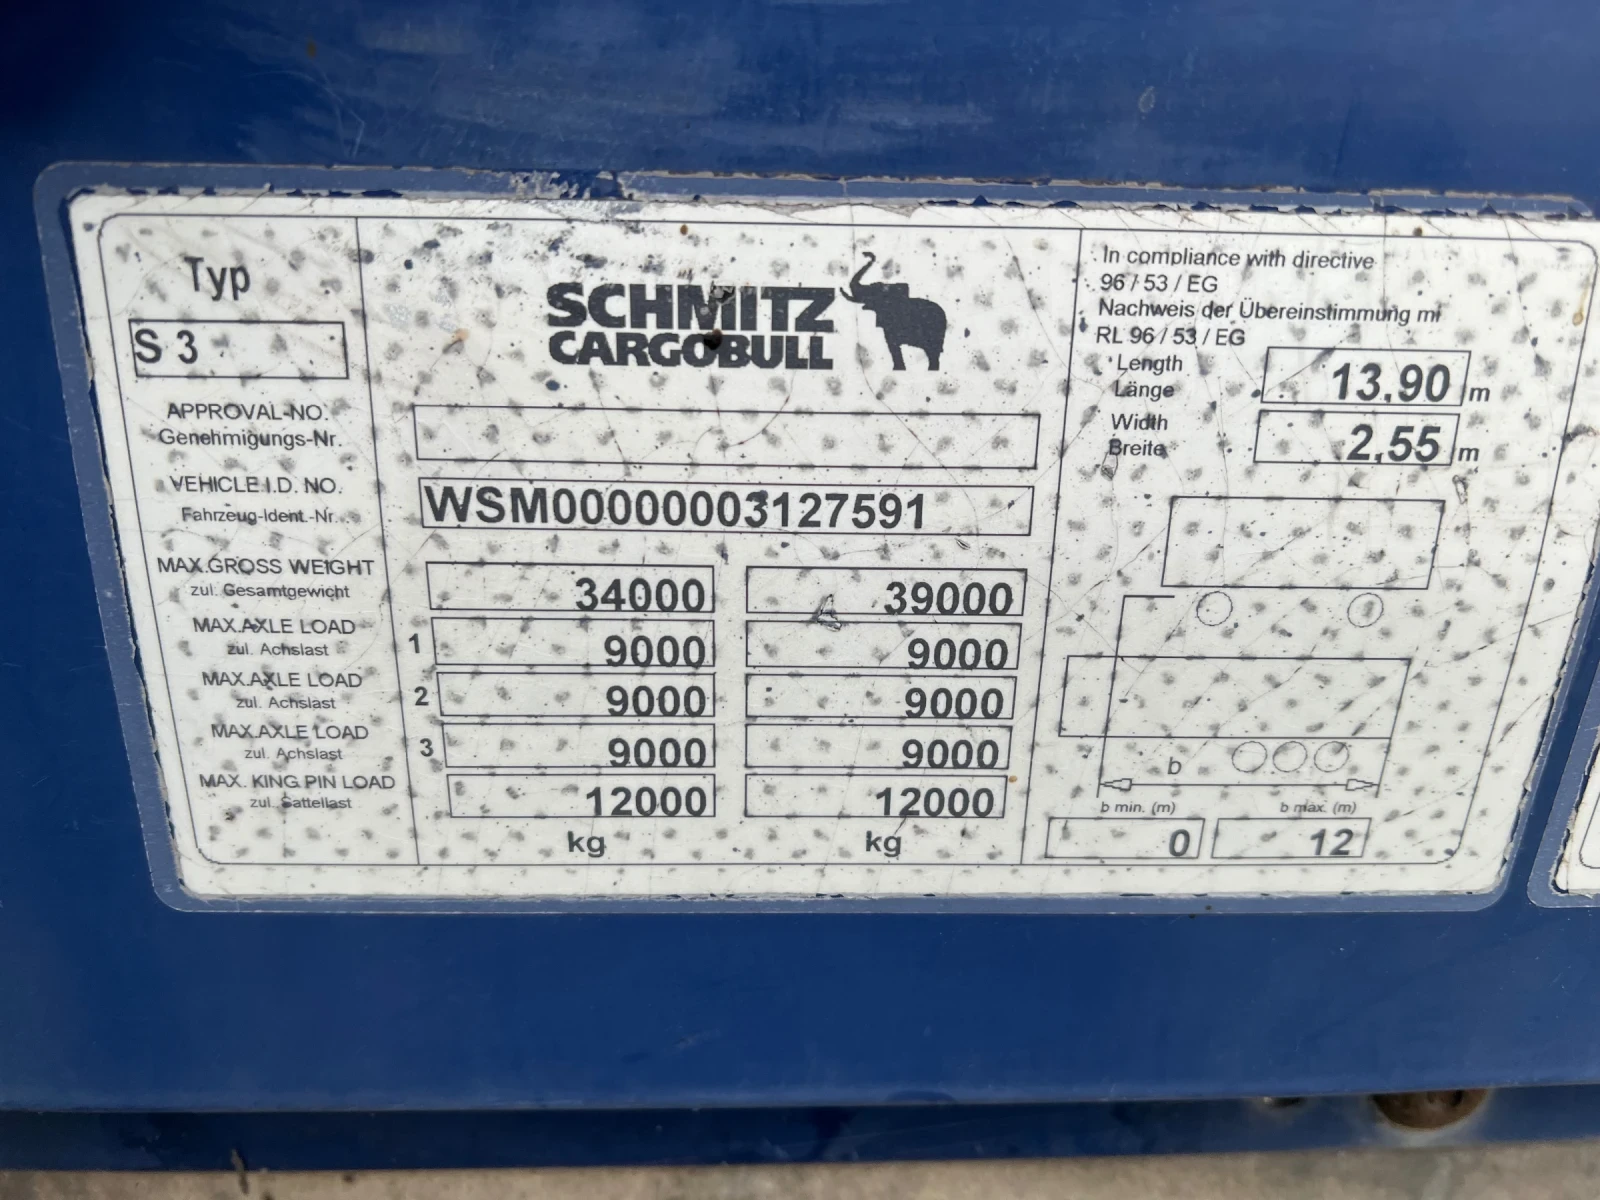 Typ
S 3
SCHMITZ
CARGOBULL
APPROVAL-NO.
Genehmigungs-Nr.
VEHICLE I.D. NO.
Fahrzeug-Ident.-Nr.
WSM00000003127591
MAX.GROSS WEIGHT
zul. Gesamtgewicht
34000 39000
MAX.AXLE LOAD
zul. Achslast
1 9000 9000
MAX.AXLE LOAD
zul. Achslast
2 9000 9000
MAX.AXLE LOAD
zul. Achslast
3 9000 9000
MAX. KING PIN LOAD
zul. Sattellast
12000 12000
kg kg
In compliance with directive
96 / 53 / EG
Nachweis der Übereinstimmung mi
RL 96 / 53 / EG
Length
Länge
13,90 m
Width
Breite
2,55 m
b
b min. (m) b max. (m)
0 12